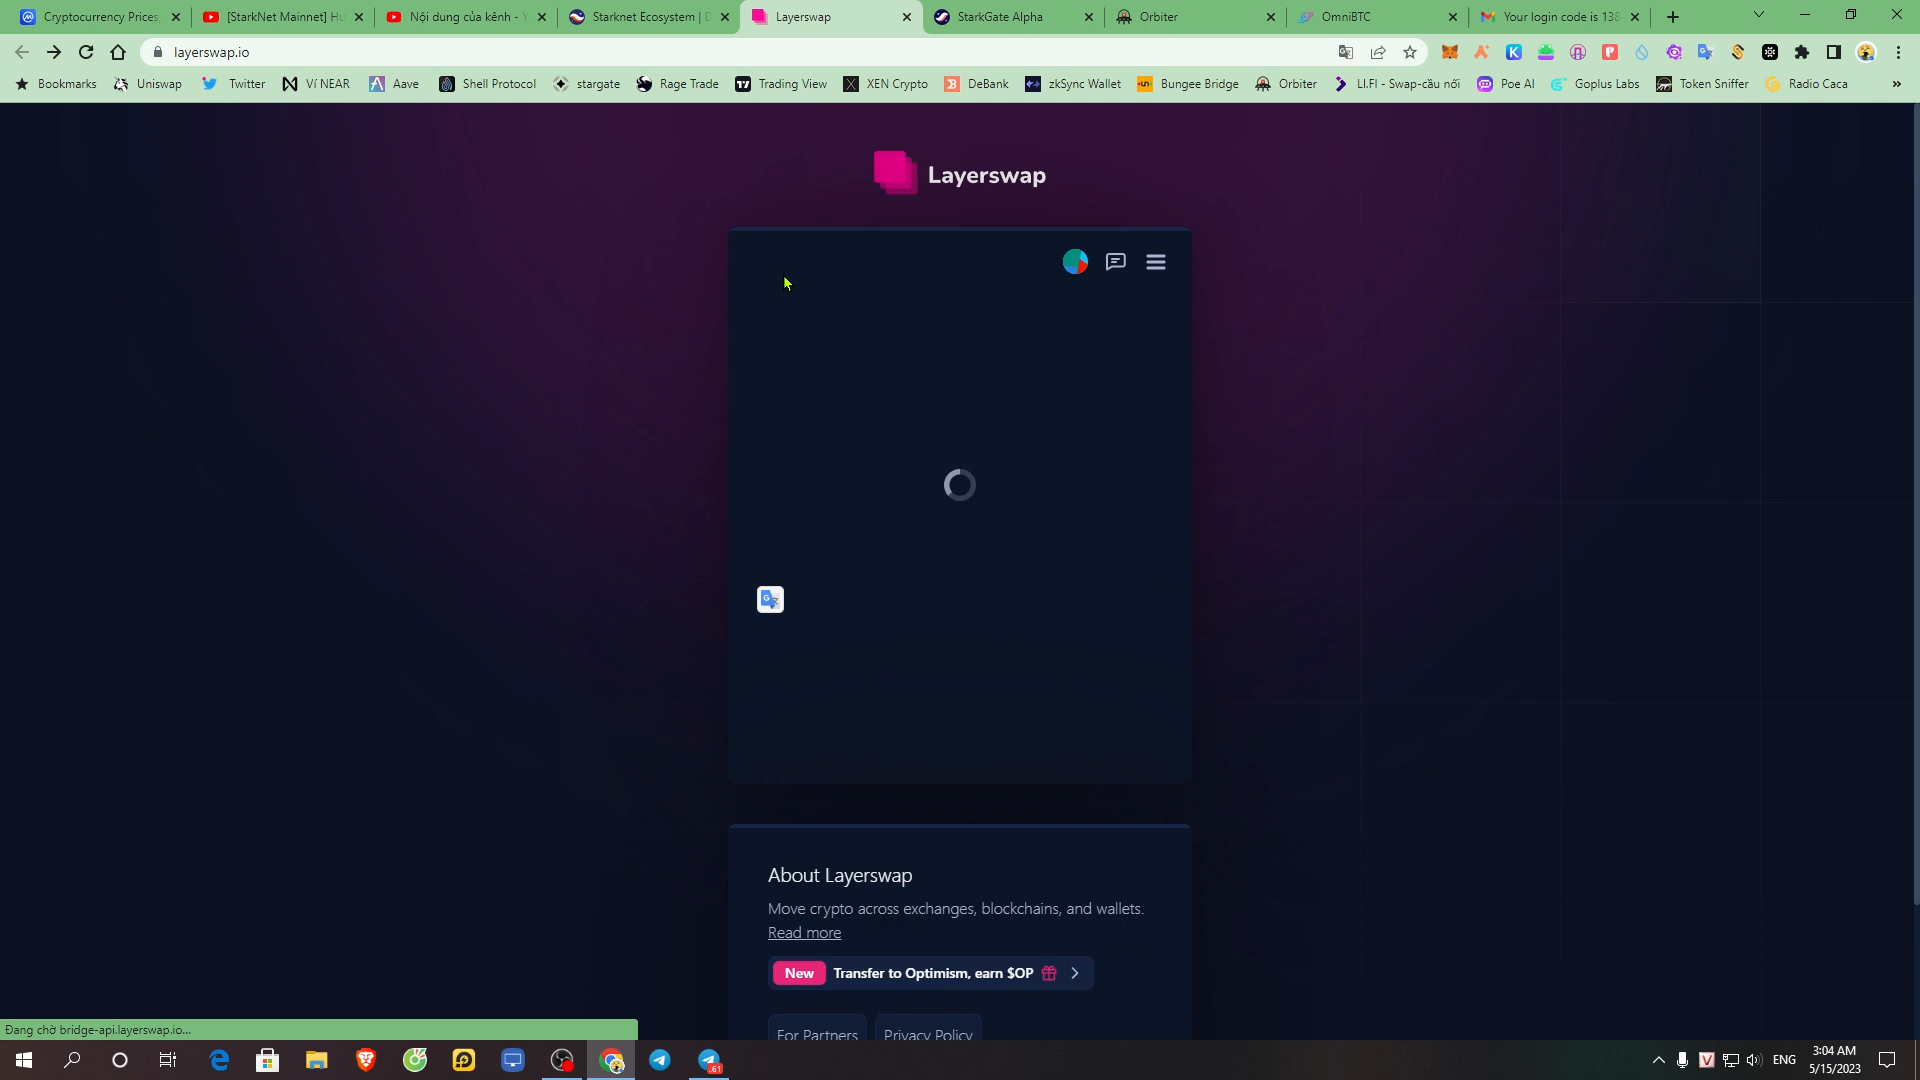 Cryptocurrency Prices,
[StarkNet Mainnet] Hu
Nội dung của kênh - Y
Starknet Ecosystem | D
Layerswap
StarkGate Alpha
Orbiter
OmniBTC
Your login code is 138
layerswap.io
Bookmarks
Uniswap
Twitter
Ví NEAR
Aave
Shell Protocol
stargate
Rage Trade
Trading View
XEN Crypto
DeBank
zkSync Wallet
Bungee Bridge
Orbiter
LI.FI - Swap-cầu nối
Poe AI
Goplus Labs
Token Sniffer
Radio Caca
»
Layerswap
About Layerswap
Move crypto across exchanges, blockchains, and wallets.
Read more
New Transfer to Optimism, earn $OP
For Partners
Privacy Policy
Đang chờ bridge-api.layerswap.io...
61
ENG
3:04 AM
5/15/2023